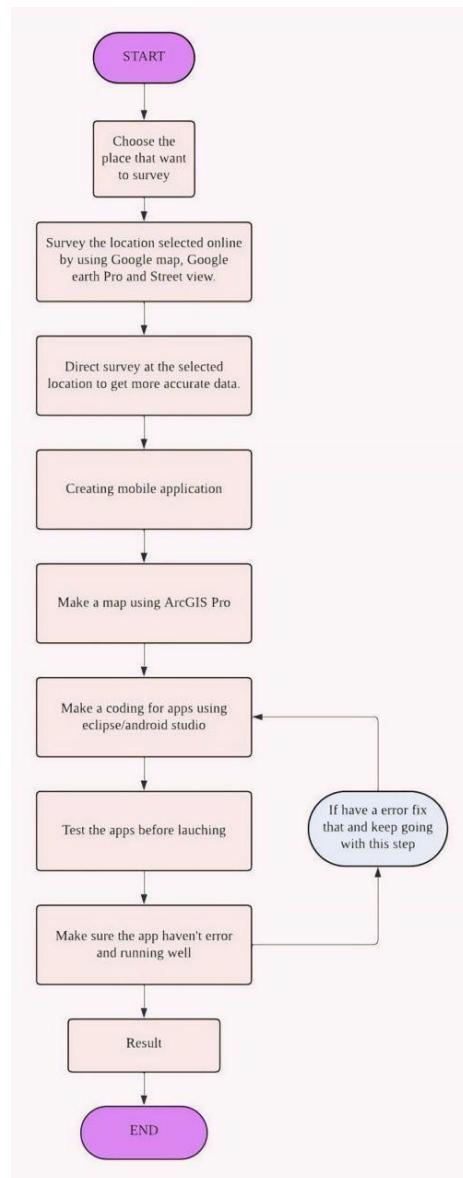 START
Choose the
place that want
to survey
Survey the location selected online
by using Google map, Google
earth Pro and Street view.
Direct survey at the selected
location to get more accurate data.
Creating mobile application
Make a map using ArcGIS Pro
Make a coding for apps using
eclipse/android studio
If have a error fix
that and keep going
with this step
Test the apps before lauching
Make sure the app haven't error
and running well
Result
END